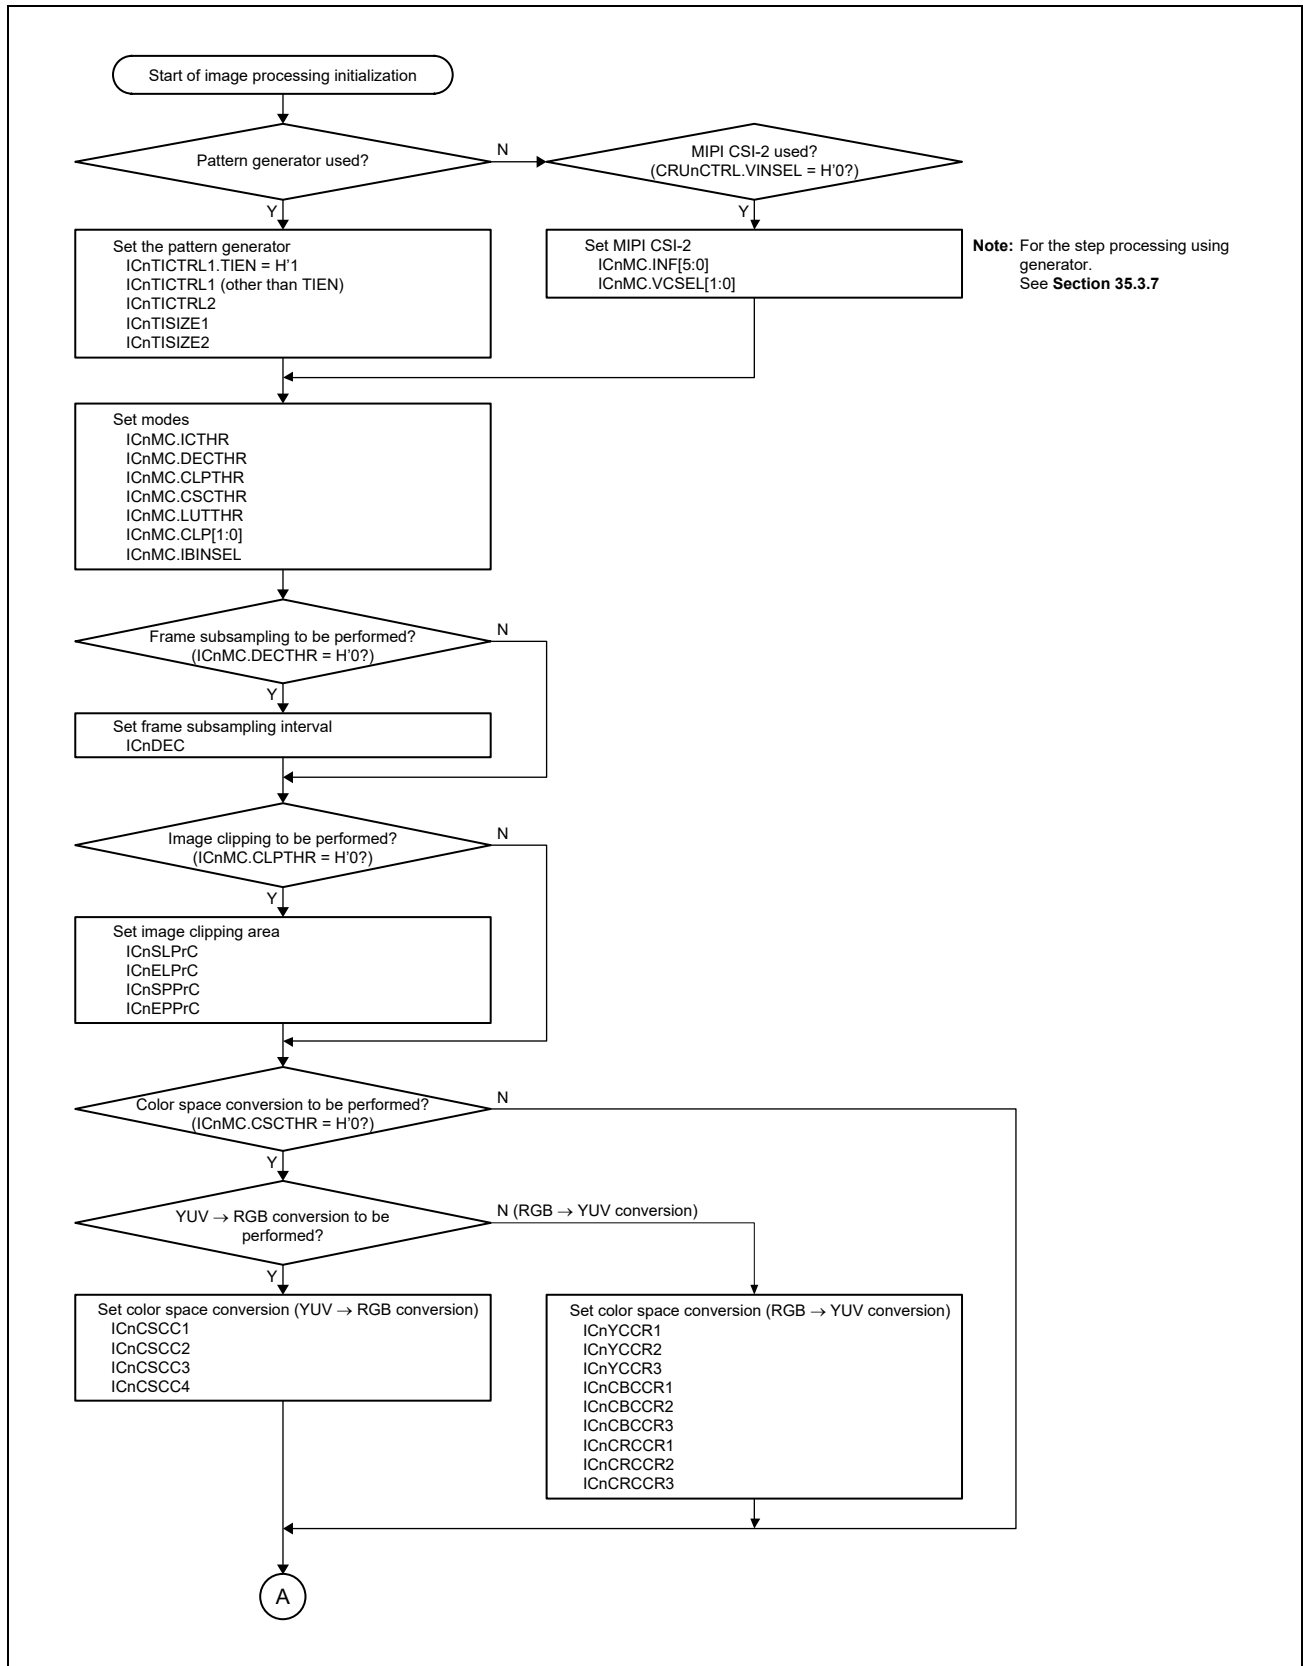 Start of image processing initialization
Pattern generator used?
N
MIPI CSI-2 used?
(CRUnCTRL.VINSEL = H'0?)
Y
Y
Set the pattern generator
ICnTICTRL1.TIEN = H'1
ICnTICTRL1 (other than TIEN)
ICnTICTRL2
ICnTISIZE1
ICnTISIZE2
Set MIPI CSI-2
ICnMC.INF[5:0]
ICnMC.VCSEL[1:0]
Note: For the step processing using
generator.
See Section 35.3.7
Set modes
ICnMC.ICTHR
ICnMC.DECTHR
ICnMC.CLPTHR
ICnMC.CSCTHR
ICnMC.LUTTHR
ICnMC.CLP[1:0]
ICnMC.IBINSEL
Frame subsampling to be performed?
(ICnMC.DECTHR = H'0?)
N
Y
Set frame subsampling interval
ICnDEC
Image clipping to be performed?
(ICnMC.CLPTHR = H'0?)
N
Y
Set image clipping area
ICnSLPrC
ICnELPrC
ICnSPPrC
ICnEPPrC
Color space conversion to be performed?
(ICnMC.CSCTHR = H'0?)
N
Y
YUV → RGB conversion to be
performed?
N (RGB → YUV conversion)
Y
Set color space conversion (YUV → RGB conversion)
ICnCSCC1
ICnCSCC2
ICnCSCC3
ICnCSCC4
Set color space conversion (RGB → YUV conversion)
ICnYCCR1
ICnYCCR2
ICnYCCR3
ICnCBCCR1
ICnCBCCR2
ICnCBCCR3
ICnCRCCR1
ICnCRCCR2
ICnCRCCR3
A